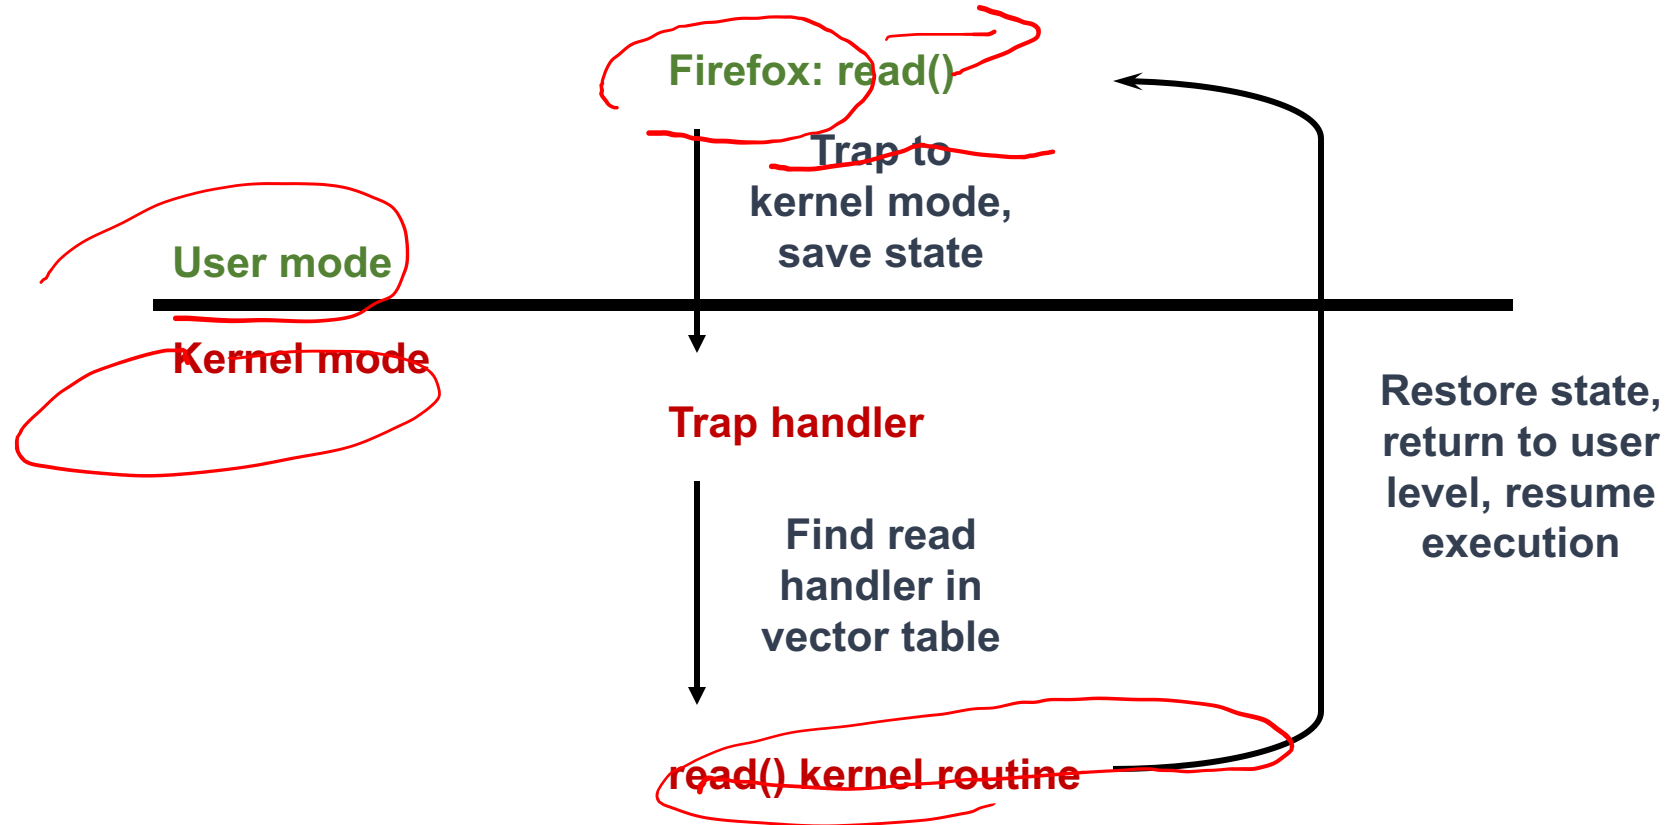 Firefox: read()
Trap to
kernel mode,
save state
User mode
Kernel mode
Trap handler
Restore state,
return to user
level, resume
execution
Find read
handler in
vector table
read() kernel routine